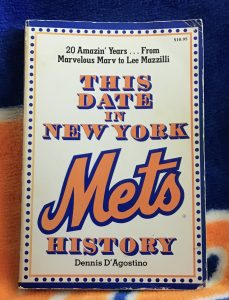 $10.95
20 Amazin' Years . . . From
Marvelous Marv to Lee Mazzilli
THIS
DATE
IN
NEW YORK
Mets
HISTORY
Dennis D'Agostino